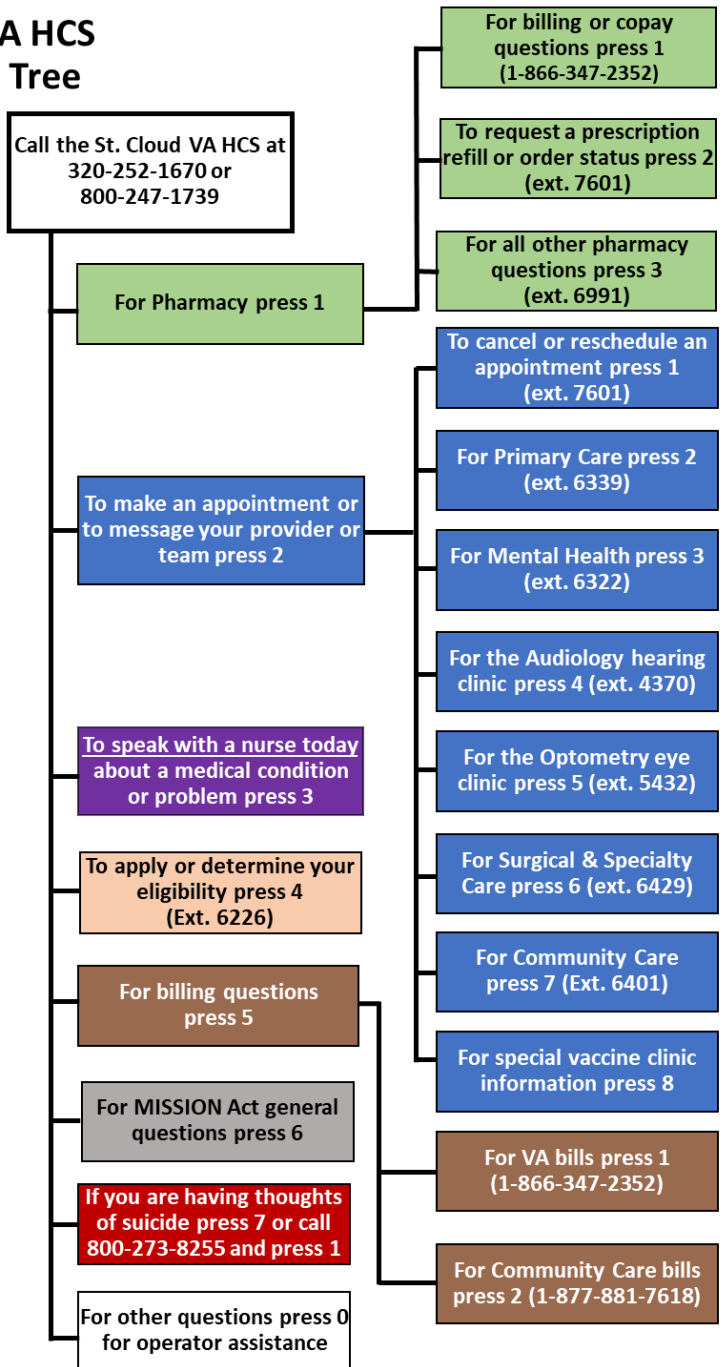 A HCS
Tree
Call the St. Cloud VA HCS at
320-252-1670 or
800-247-1739
For Pharmacy press 1
For billing or copay
questions press 1
(1-866-347-2352)
To request a prescription
refill or order status press 2
(ext. 7601)
For all other pharmacy
questions press 3
(ext. 6991)
To make an appointment or
to message your provider or
team press 2
To cancel or reschedule an
appointment press 1
(ext. 7601)
For Primary Care press 2
(ext. 6339)
For Mental Health press 3
(ext. 6322)
For the Audiology hearing
clinic press 4 (ext. 4370)
For the Optometry eye
clinic press 5 (ext. 5432)
For Surgical & Specialty
Care press 6 (ext. 6429)
For Community Care
press 7 (Ext. 6401)
For special vaccine clinic
information press 8
To speak with a nurse today
about a medical condition
or problem press 3
To apply or determine your
eligibility press 4
(Ext. 6226)
For billing questions
press 5
For VA bills press 1
(1-866-347-2352)
For Community Care bills
press 2 (1-877-881-7618)
For MISSION Act general
questions press 6
If you are having thoughts
of suicide press 7 or call
800-273-8255 and press 1
For other questions press 0
for operator assistance